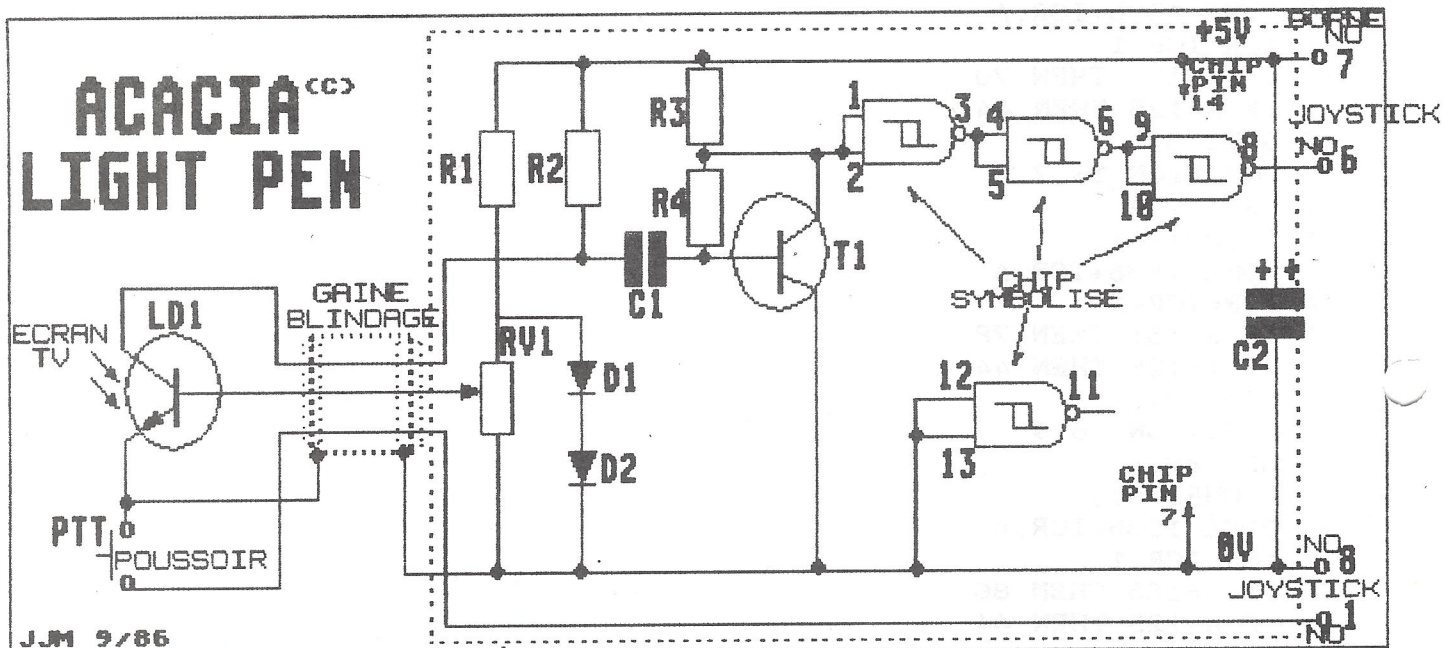 ACACIA (C)
LIGHT PEN
BORNE
NO
7
+5V
CHIP
PIN
14
JOYSTICK
NO
6
R1
R2
R3
R4
1
2
3
4
5
6
9
10
8
T1
C1
CHIP
SYMBOLISÉ
+ +
C2
GAINE
BLINDAGE
LD1
ECRAN
TV
RV1
D1
D2
12
13
11
CHIP
PIN
7
0V
NO
8
JOYSTICK
1
NO
PTT
POUSSOIR
JJM 9/86